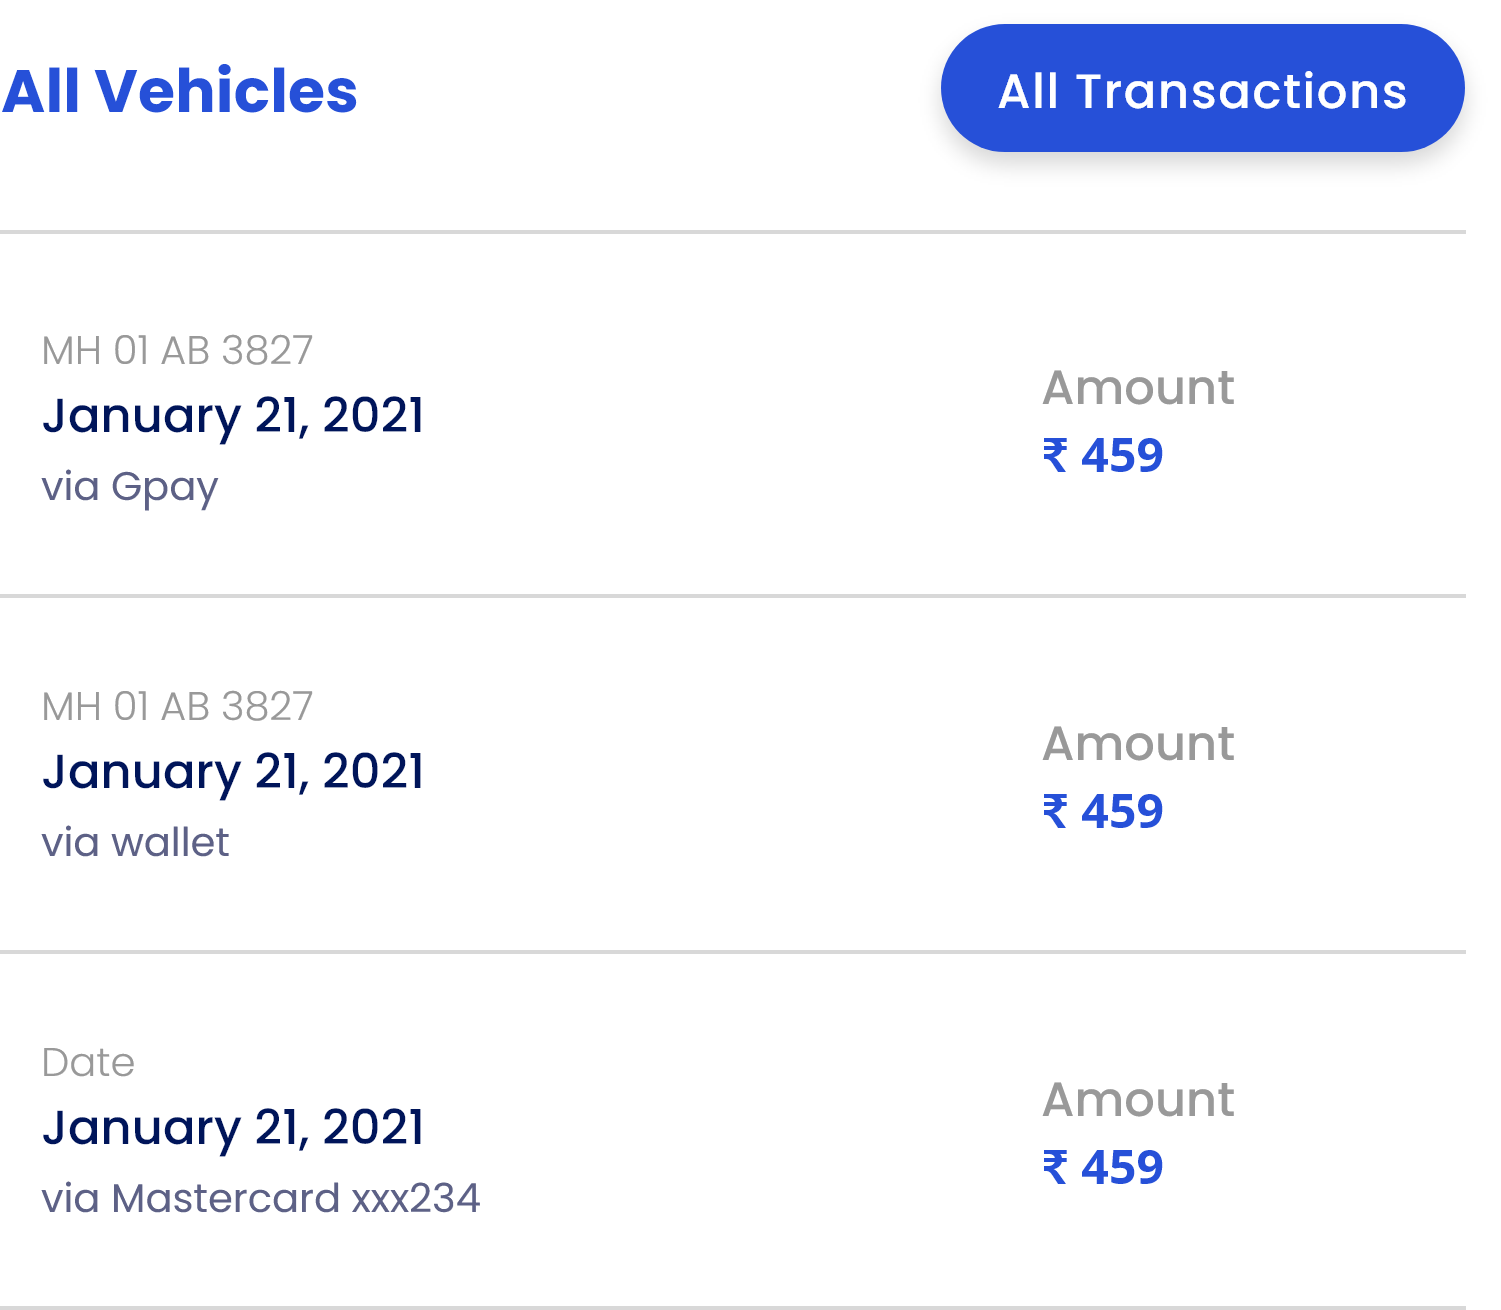 All Vehicles
All Transactions
MH 01 AB 3827
January 21, 2021
via Gpay
Amount
₹ 459
MH 01 AB 3827
January 21, 2021
via wallet
Amount
₹ 459
Date
January 21, 2021
via Mastercard xxx234
Amount
₹ 459